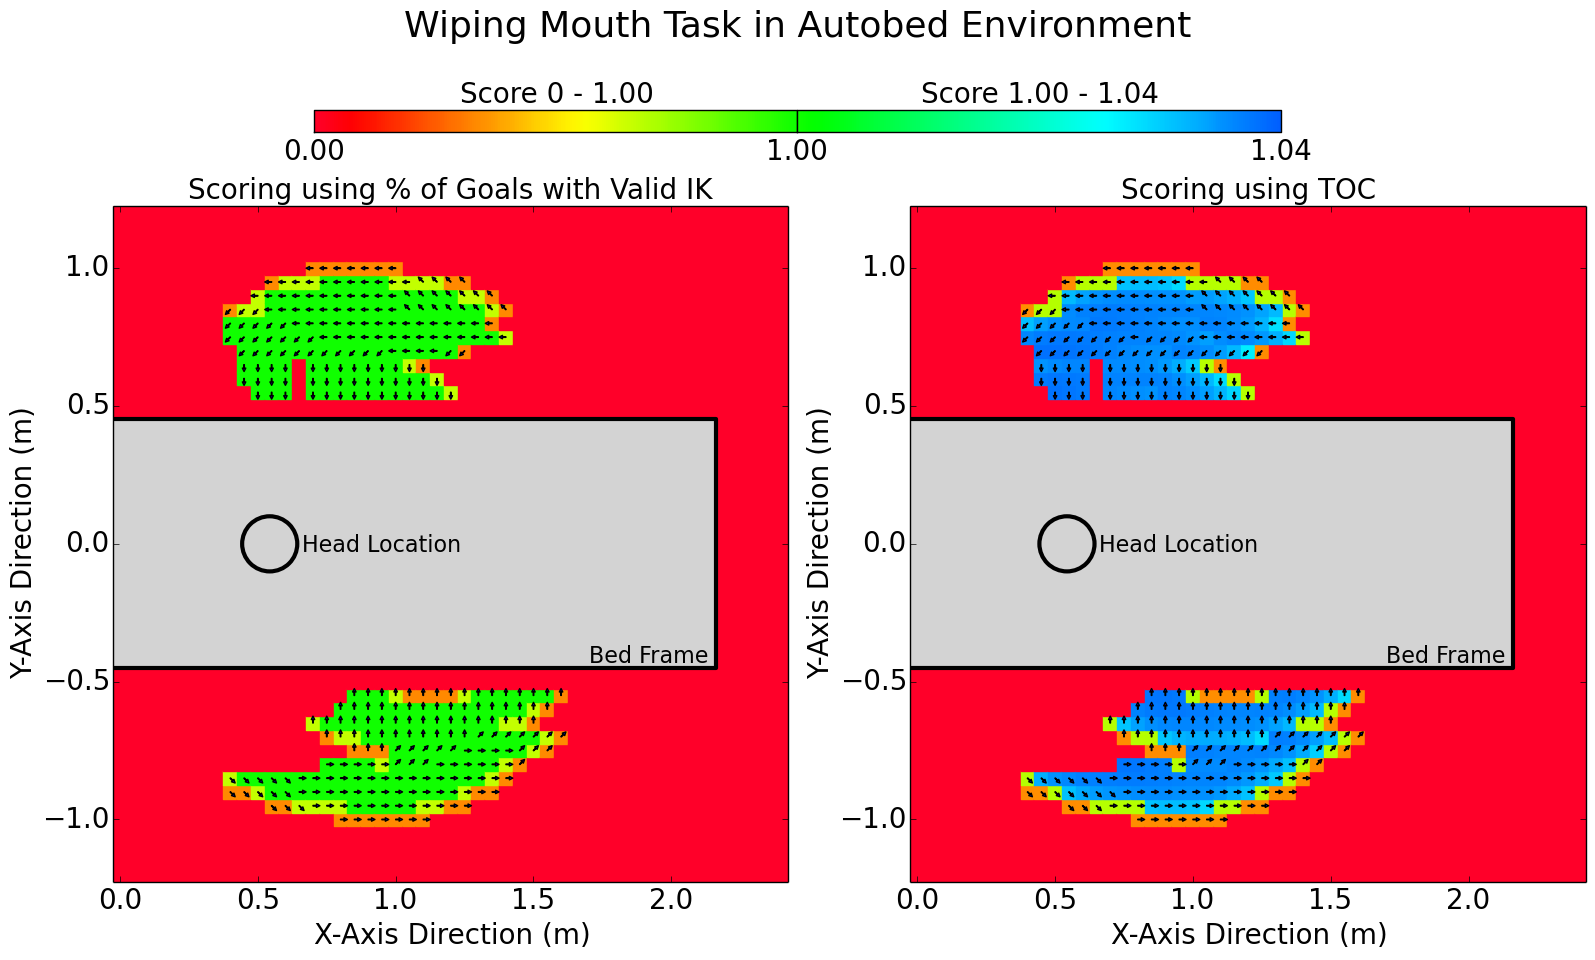 Wiping Mouth Task in Autobed Environment
Score 0 - 1.00
Score 1.00 - 1.04
0.00
1.00
1.04
Scoring using % of Goals with Valid IK
Y-Axis Direction (m)
1.0
0.5
0.0
−0.5
−1.0
Head Location
Bed Frame
0.0
0.5
1.0
1.5
2.0
X-Axis Direction (m)
Scoring using TOC
Y-Axis Direction (m)
1.0
0.5
0.0
−0.5
−1.0
Head Location
Bed Frame
0.0
0.5
1.0
1.5
2.0
X-Axis Direction (m)